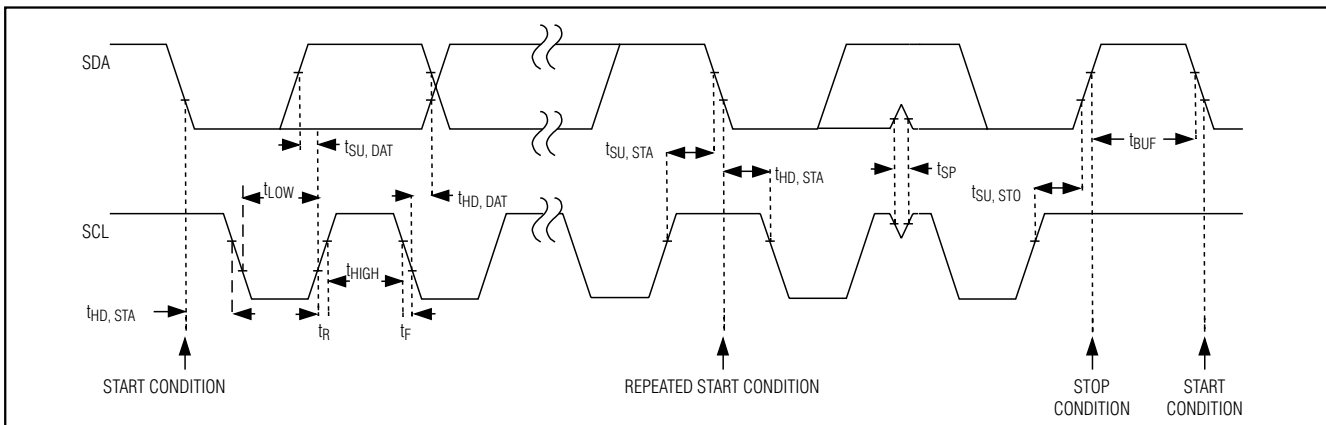 SDA
tSU, DAT
tSU, STA
tBUF
tLOW
tHD, DAT
tHD, STA
tSP
tSU, STO
SCL
tHIGH
tHD, STA
tR
tF
START CONDITION
REPEATED START CONDITION
STOP
CONDITION
START
CONDITION